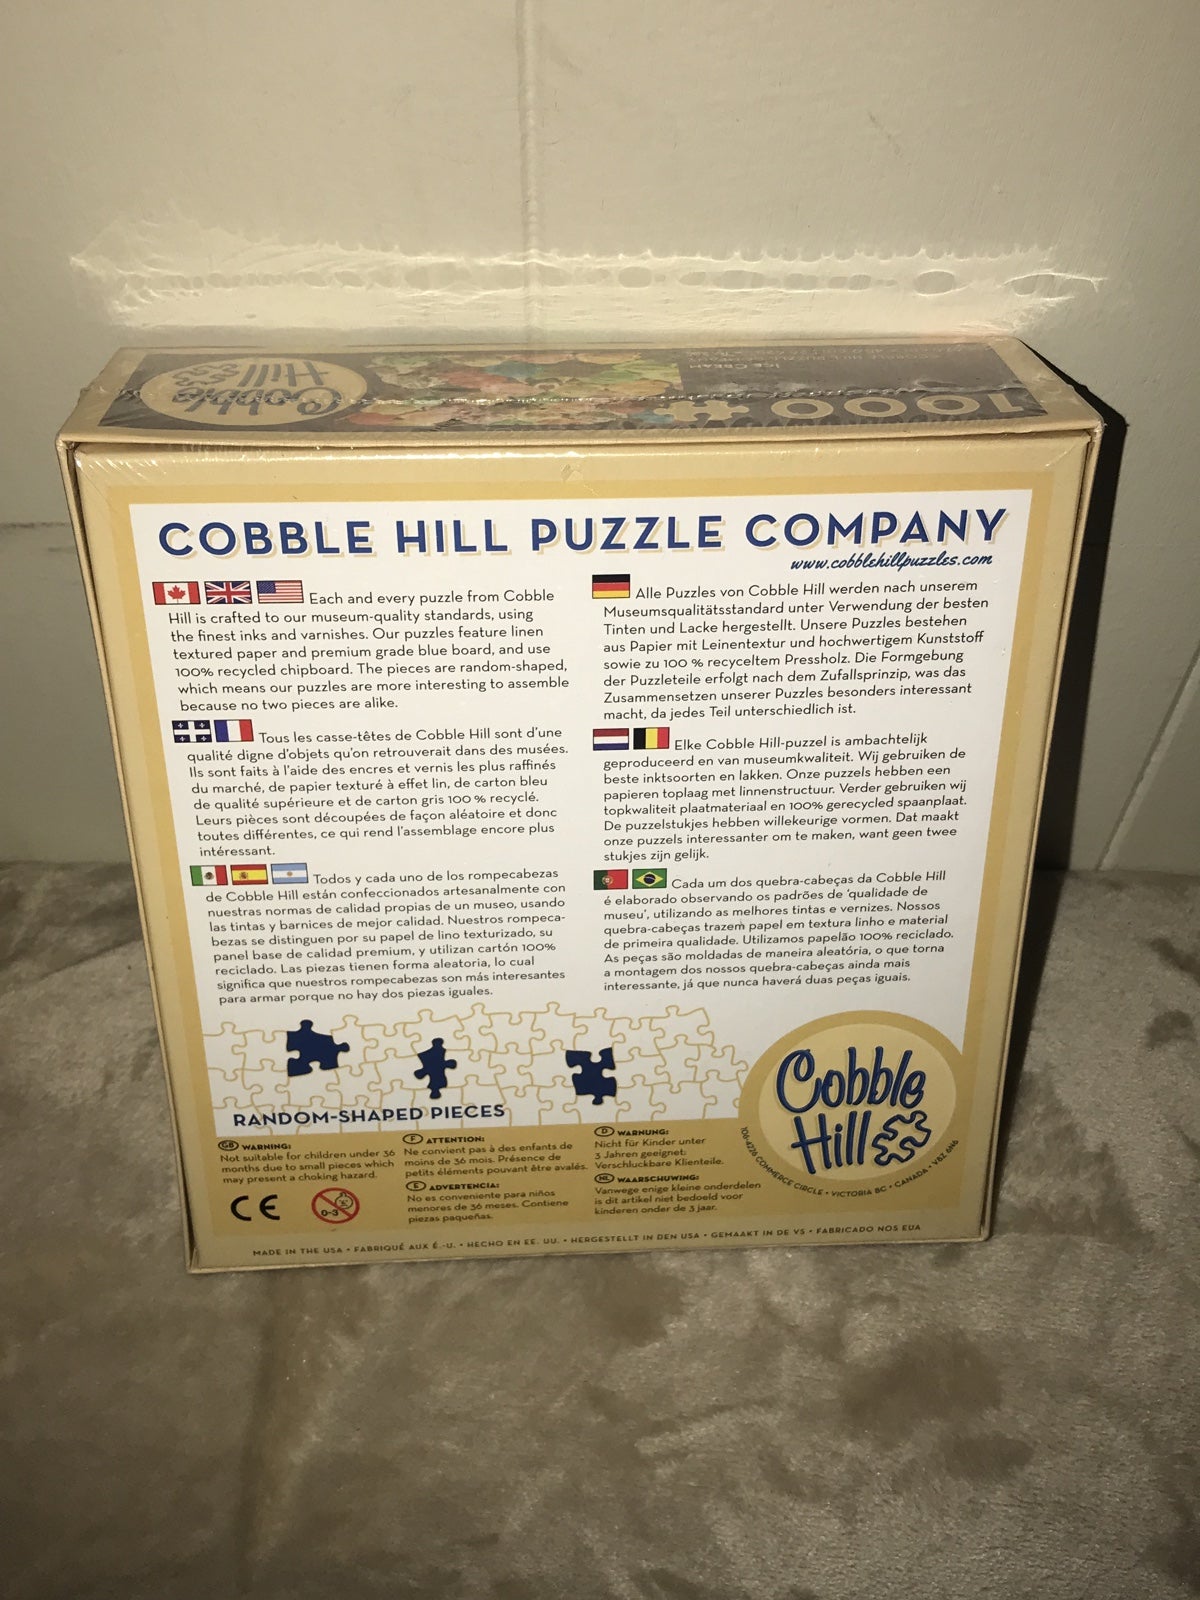 1000
ICE CREAM
Cobble
Hill
COBBLE HILL PUZZLE COMPANY
www.cobblehillpuzzles.com
Each and every puzzle from Cobble
Hill is crafted to our museum-quality standards, using
the finest inks and varnishes. Our puzzles feature linen
textured paper and premium grade blue board, and use
100% recycled chipboard. The pieces are random-shaped,
which means our puzzles are more interesting to assemble
because no two pieces are alike.
Tous les casse-têtes de Cobble Hill sont d'une
qualité digne d'objets qu'on retrouverait dans des musées.
Ils sont faits à l'aide des encres et vernis les plus raffinés
du marché, de papier texturé à effet lin, de carton bleu
de qualité supérieure et de carton gris 100 % recyclé.
Leurs pièces sont découpées de façon aléatoire et donc
toutes différentes, ce qui rend l'assemblage encore plus
intéressant.
Todos y cada uno de los rompecabezas
de Cobble Hill están confeccionados artesanalmente con
nuestras normas de calidad propias de un museo, usando
las tintas y barnices de mejor calidad. Nuestros rompeca-
bezas se distinguen por su papel de lino texturizado, su
panel base de calidad premium, y utilizan cartón 100%
reciclado. Las piezas tienen forma aleatoria, lo cual
significa que nuestros rompecabezas son más interesantes
para armar porque no hay dos piezas iguales.
Alle Puzzles von Cobble Hill werden nach unserem
Museumsqualitätsstandard unter Verwendung der besten
Tinten und Lacke hergestellt. Unsere Puzzles bestehen
aus Papier mit Leinentextur und hochwertigem Kunststoff
sowie zu 100 % recyceltem Pressholz. Die Formgebung
der Puzzleteile erfolgt nach dem Zufallsprinzip, was das
Zusammensetzen unserer Puzzles besonders interessant
macht, da jedes Teil unterschiedlich ist.
Elke Cobble Hill-puzzel is ambachtelijk
geproduceerd en van museumkwaliteit. Wij gebruiken de
beste inktsoorten en lakken. Onze puzzels hebben een
papieren toplaag met linnenstructuur. Verder gebruiken wij
topkwaliteit plaatmateriaal en 100% gerecycled spaanplaat.
De puzzelstukjes hebben willekeurige vormen. Dat maakt
onze puzzels interessanter om te maken, want geen twee
stukjes zijn gelijk.
Cada um dos quebra-cabeças da Cobble Hill
é elaborado observando os padrões de 'qualidade de
museu', utilizando as melhores tintas e vernizes. Nossos
quebra-cabeças trazem papel em textura linho e material
de primeira qualidade. Utilizamos papelão 100% reciclado.
As peças são moldadas de maneira aleatória, o que torna
a montagem dos nossos quebra-cabeças ainda mais
interessante, já que nunca haverá duas peças iguais.
RANDOM-SHAPED PIECES
GB WARNING:
Not suitable for children under 36
months due to small pieces which
may present a choking hazard.
CE
0-3
F ATTENTION:
Ne convient pas à des enfants de
moins de 36 mois. Présence de
petits éléments pouvant être avalés.
E ADVERTENCIA:
No es conveniente para niños
menores de 36 meses. Contiene
piezas paqueñas.
D WARNUNG:
Nicht für Kinder unter
3 Jahren geeignet:
Verschluckbare Klienteile.
NL WAARSCHUWING:
Vanwege enige kleine onderdelen
is dit artikel niet bedoeld voor
kinderen onder de 3 jaar.
Cobble
Hill
106-4226 COMMERCE CIRCLE • VICTORIA BC • CANADA • V8Z 6N6
MADE IN THE USA • FABRIQUÉ AUX É.-U. • HECHO EN EE. UU. • HERGESTELLT IN DEN USA • GEMAAKT IN DE VS • FABRICADO NOS EUA